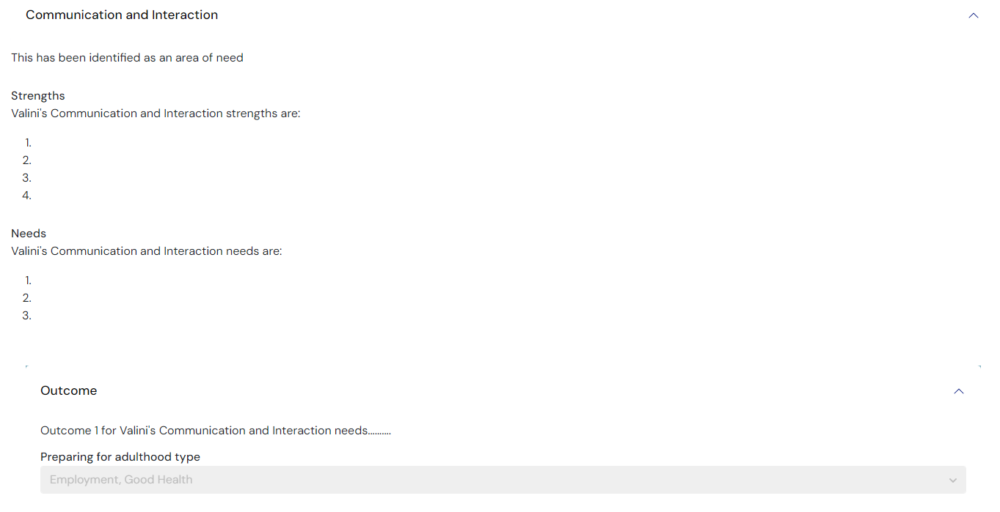 Communication and Interaction
This has been identified as an area of need
Strengths
Valini's Communication and Interaction strengths are:
1.
2.
3.
4.
Needs
Valini's Communication and Interaction needs are:
1.
2.
3.
Outcome
Outcome 1 for Valini's Communication and Interaction needs..........
Preparing for adulthood type
Employment, Good Health